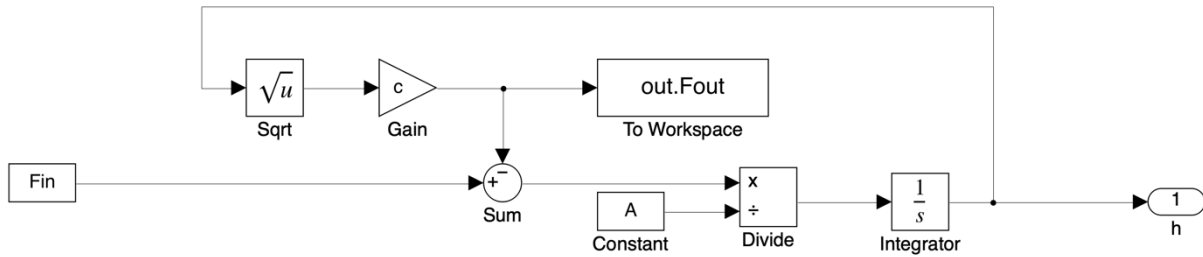 √u
c
out.Fout
Sqrt
Gain
To Workspace
Fin
+
−
Sum
A
Constant
x
÷
Divide
1
s
Integrator
1
h